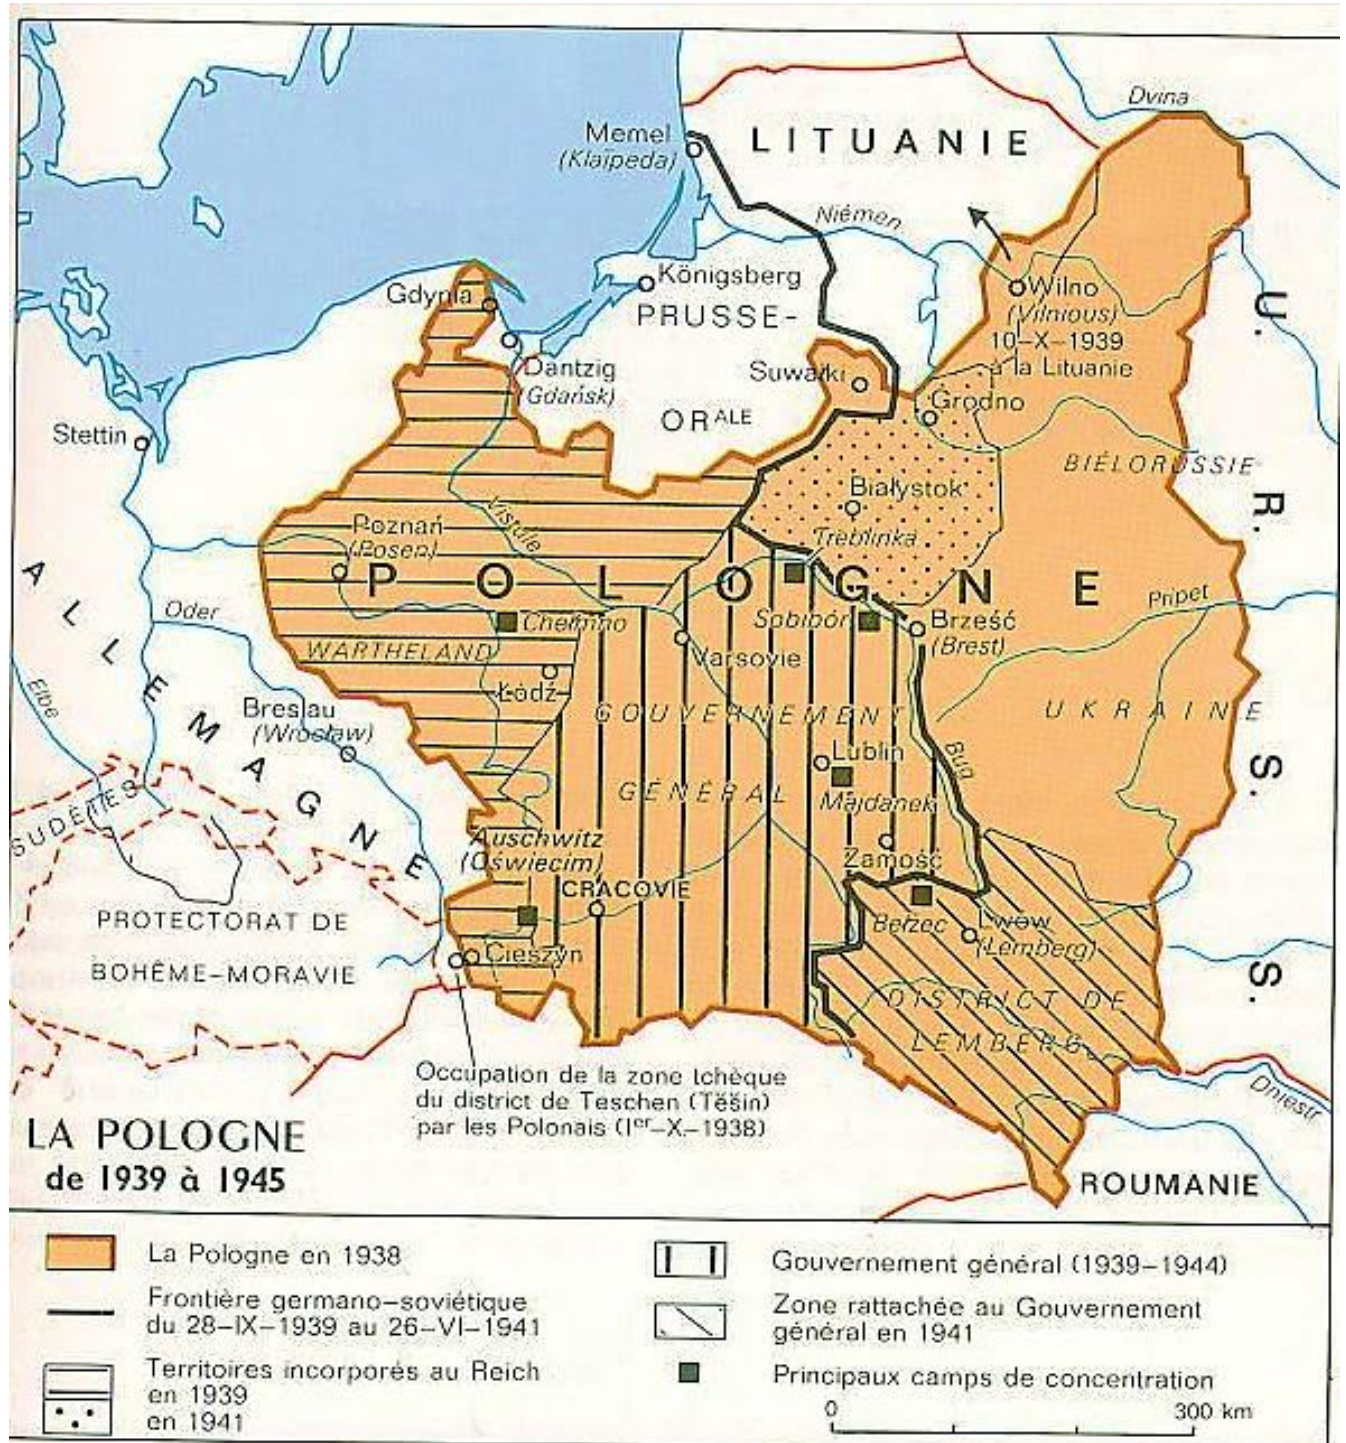 Dvina
Memel
(Klaipeda)
LITUANIE
Niémen
Königsberg
Wilno
(Vilnious)
10-X-1939
à la Lituanie
Gdynia
PRUSSE-
Dantzig
(Gdańsk)
Suwałki
ORALE
Grodno
Stettin
BIÉLORUSSIE
U.R.S.S.
Białystok
Vistule
Poznań
(Posen)
Treblinka
POLOGNE
Pripet
Oder
Chełmno
Sobibór
Brześć
(Brest)
WARTHELAND
Varsovie
Łódź
ALLEMAGNE
Elbe
Breslau
(Wrocław)
GOUVERNEMENT
GÉNÉRAL
UKRAINE
Lublin
Bug
Majdanek
SUDÈTES
Auschwitz
(Oświecim)
Zamość
CRACOVIE
PROTECTORAT DE
BOHÊME-MORAVIE
Bełzec
Lwow
(Lemberg)
Cieszyn
DISTRICT DE
LEMBERG
Occupation de la zone tchèque
du district de Teschen (Těšin)
par les Polonais (1er-X-1938)
Dniestr
LA POLOGNE
de 1939 à 1945
ROUMANIE
La Pologne en 1938
Frontière germano-soviétique
du 28-IX-1939 au 26-VI-1941
Territoires incorporés au Reich
en 1939
en 1941
Gouvernement général (1939-1944)
Zone rattachée au Gouvernement
général en 1941
Principaux camps de concentration
0 300 km